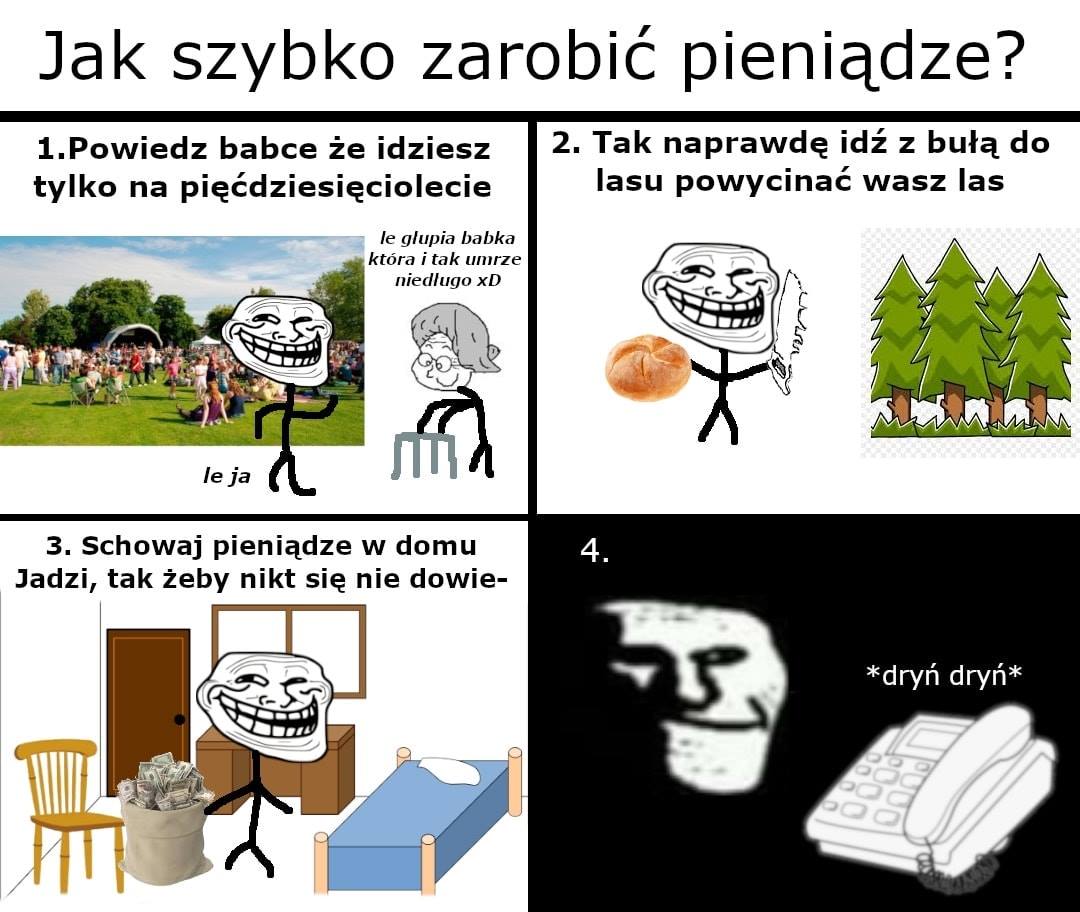 Jak szybko zarobić pieniądze?
1.Powiedz babce że idziesz
tylko na pięćdziesięciolecie
le głupia babka
która i tak umrze
niedługo xD
le ja
2. Tak naprawdę idź z bułą do
lasu powycinać wasz las
3. Schowaj pieniądze w domu
Jadzi, tak żeby nikt się nie dowie-
4.
*dryń dryń*